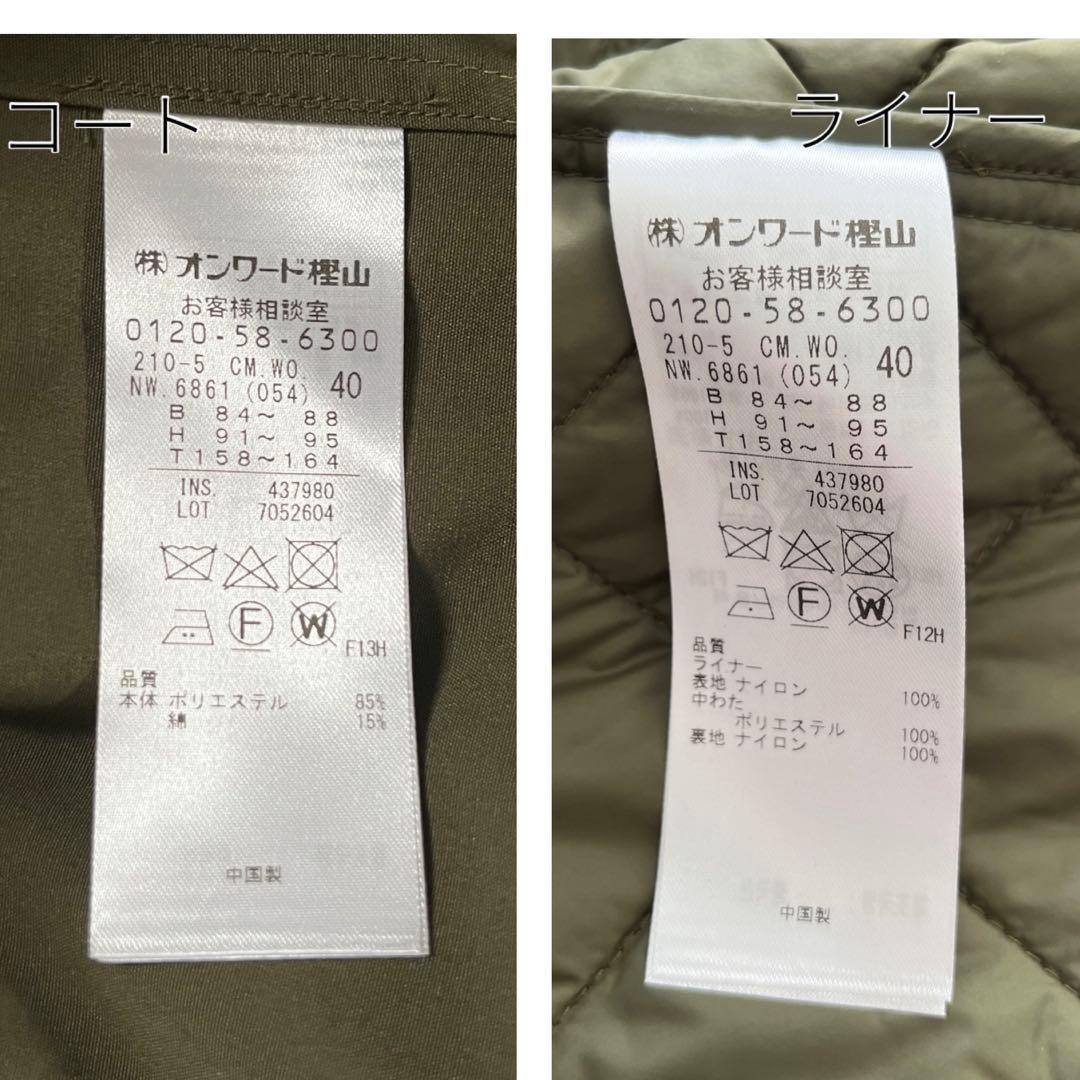 コート
(株)オンワード樫山
お客様相談室
0120-58-6300
210-5 CM.WO.
NW.6861 (054) 40
B 84～ 88
H 91～ 95
T158～164
INS. 437980
LOT 7052604
F W F13H
品質
本体 ポリエステル 85%
綿 15%
中国製
ライナー
(株)オンワード樫山
お客様相談室
0120-58-6300
210-5 CM.WO.
NW.6861 (054) 40
B 84～ 88
H 91～ 95
T158～164
INS. 437980
LOT 7052604
F W F12H
品質
ライナー
表地 ナイロン 100%
中わた
ポリエステル 100%
裏地 ナイロン 100%
中国製